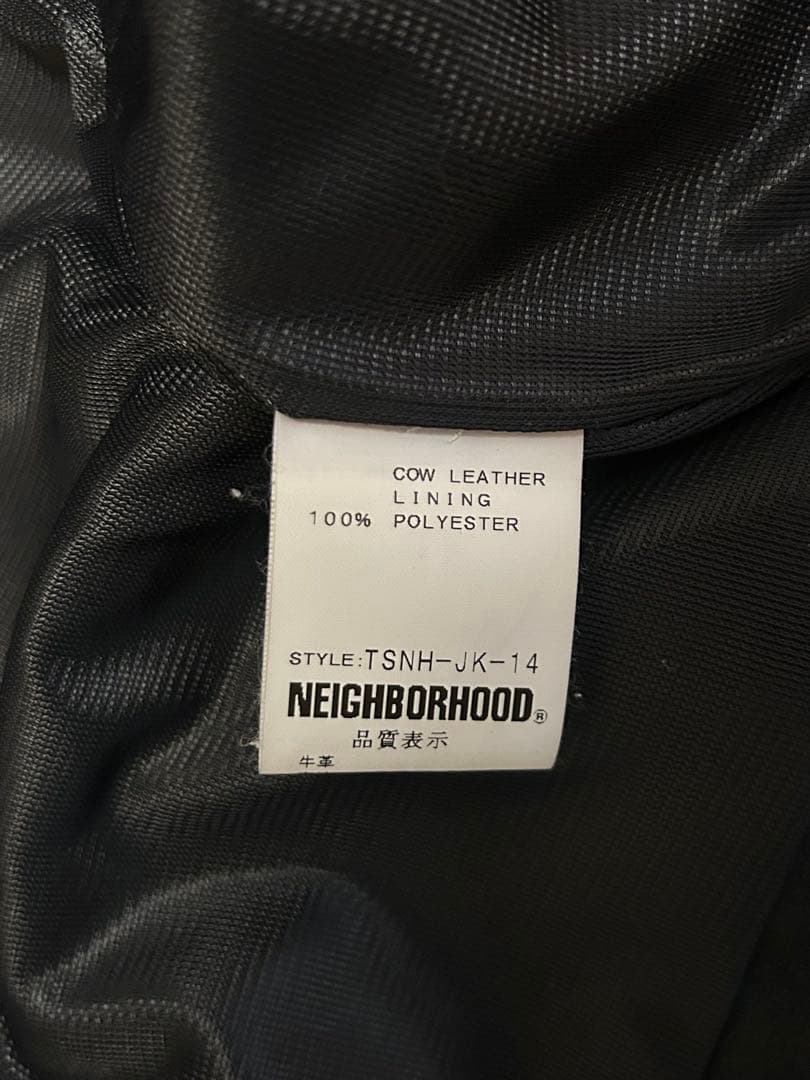 COW LEATHER
LINING
100% POLYESTER
STYLE:TSNH-JK-14
NEIGHBORHOOD®
品質表示
牛革